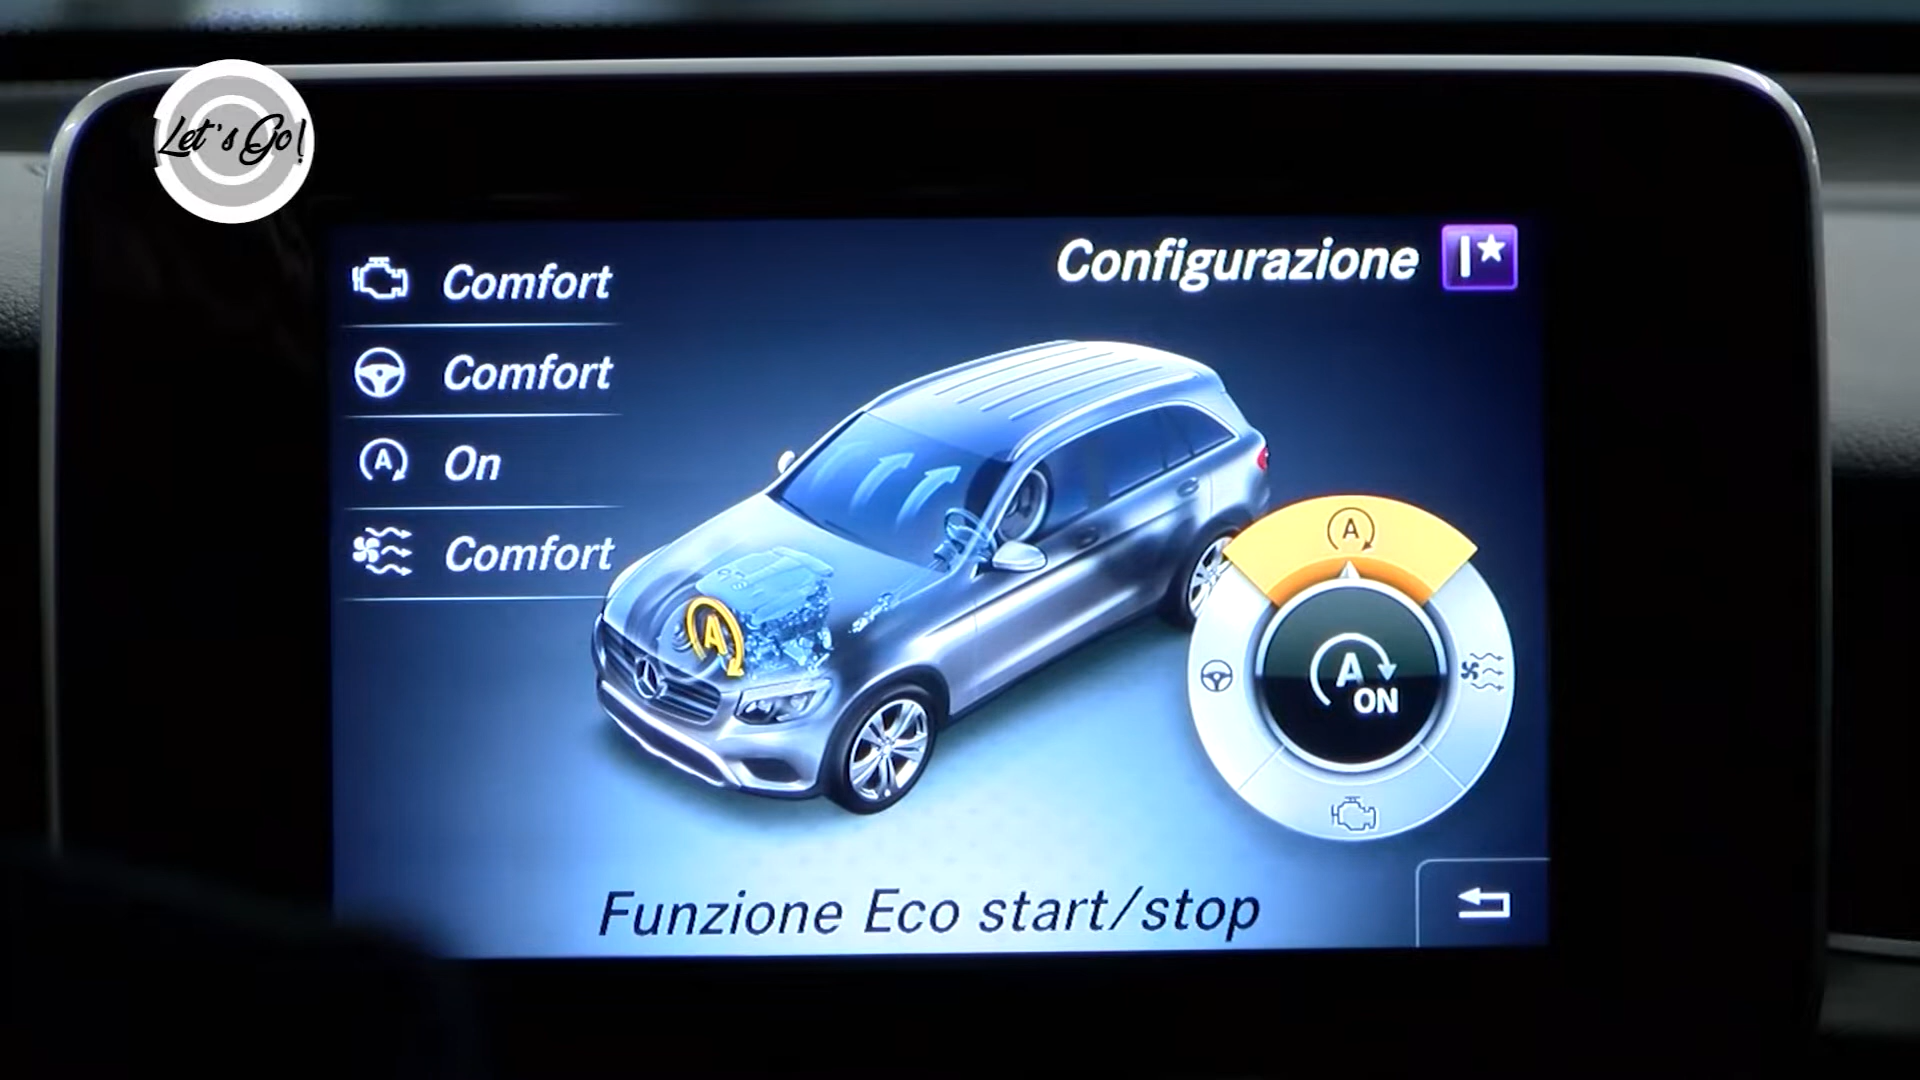 Let's Go!
Comfort
Configurazione I★
Comfort
A On
Comfort
A
A
A ON
Funzione Eco start/stop